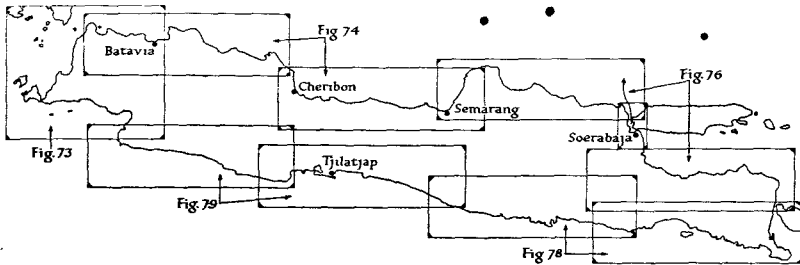 Fig 74
Batavia
Cheribon
Fig. 76
Semarang
Soerabaja
Fig. 73
Tjilatjap
Fig. 79
Fig 78